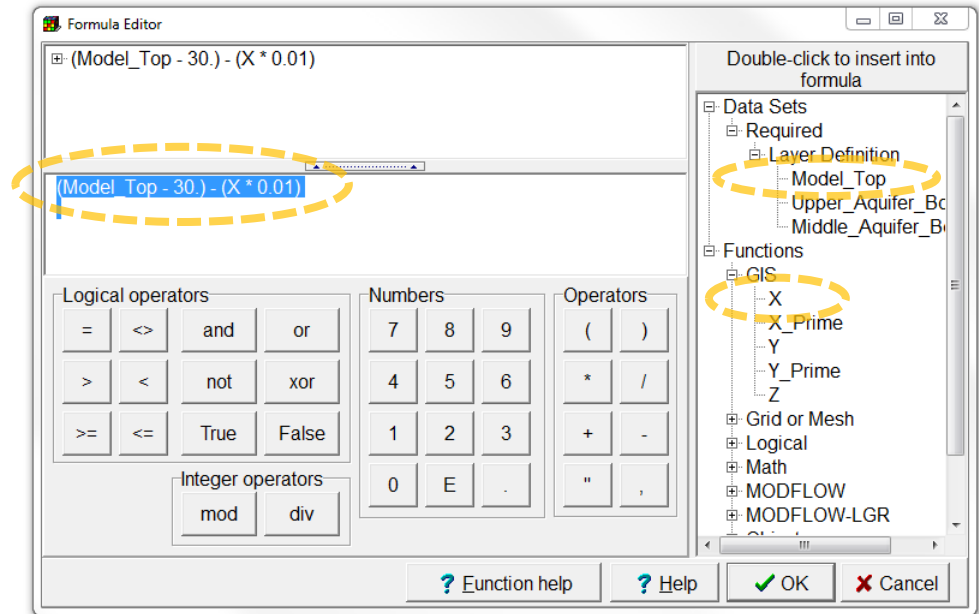 Formula Editor
(Model_Top - 30.) - (X * 0.01)
(Model_Top - 30.) - (X * 0.01)
Logical operators
= <> and or
> < not xor
>= <= True False
Integer operators
mod div
Numbers
7 8 9
4 5 6
1 2 3
0 E .
Operators
( )
* /
+ -
" ,
Double-click to insert into
formula
Data Sets
Required
Layer Definition
Model_Top
Upper_Aquifer_Bo
Middle_Aquifer_B
Functions
GIS
X
X_Prime
Y
Y_Prime
Z
Grid or Mesh
Logical
Math
MODFLOW
MODFLOW-LGR
? Function help ? Help OK Cancel